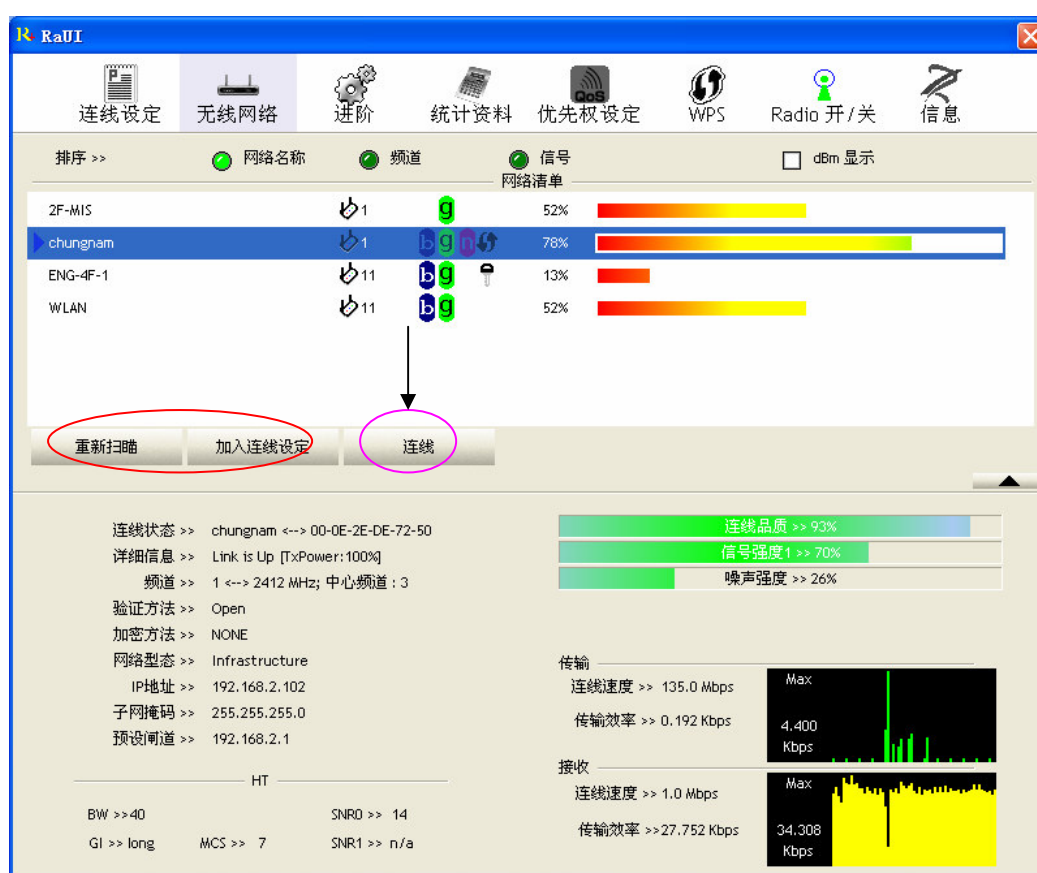 RaUI
连线设定 无线网络 进阶 统计资料 优先权设定 WPS Radio 开/关 信息
QoS
排序 >> 网络名称 频道 信号 dBm 显示
网络清单
2F-MIS 1 g 52%
chungnam 1 b g n 78%
ENG-4F-1 11 b g 13%
WLAN 11 b g 52%
重新扫瞄 加入连线设定 连线
连线状态 >> chungnam <--> 00-0E-2E-DE-72-50
详细信息 >> Link is Up [TxPower:100%]
频道 >> 1 <--> 2412 MHz; 中心频道 : 3
验证方法 >> Open
加密方法 >> NONE
网络型态 >> Infrastructure
IP地址 >> 192.168.2.102
子网掩码 >> 255.255.255.0
预设闸道 >> 192.168.2.1
HT
BW >>40 SNR0 >> 14
GI >> long MCS >> 7 SNR1 >> n/a
连线品质 >> 93%
信号强度1 >> 70%
噪声强度 >> 26%
传输
连线速度 >> 135.0 Mbps
传输效率 >> 0.192 Kbps
Max
4.400
Kbps
接收
连线速度 >> 1.0 Mbps
传输效率 >>27.752 Kbps
Max
34.308
Kbps